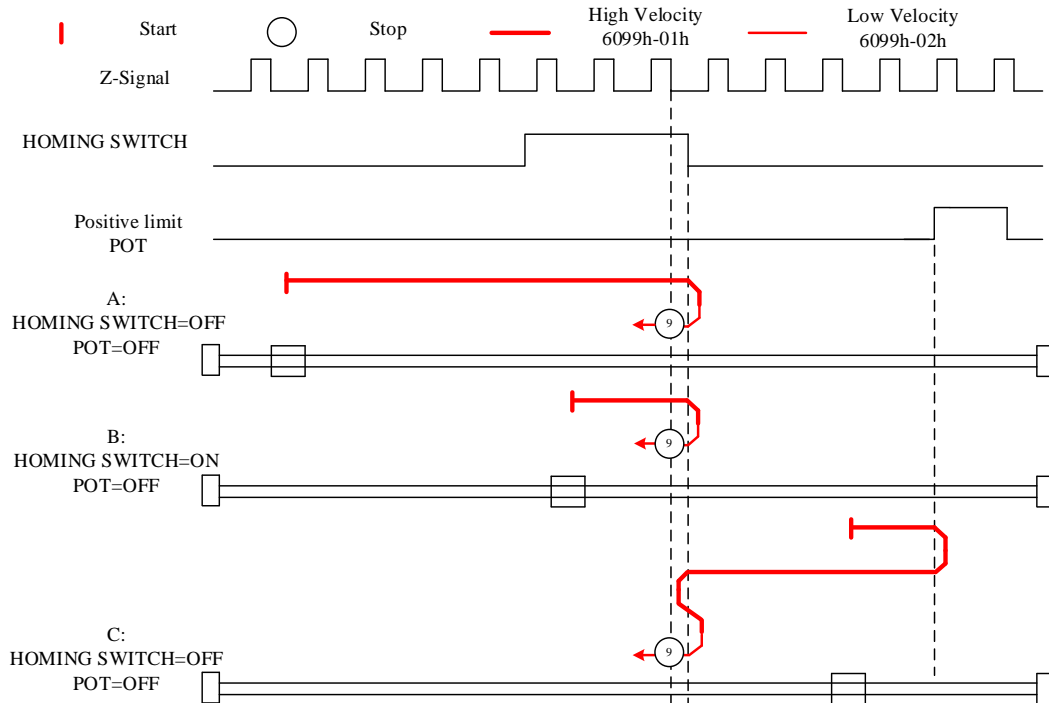 Start
Stop
High Velocity
6099h-01h
Low Velocity
6099h-02h
Z-Signal
HOMING SWITCH
Positive limit
POT
A:
HOMING SWITCH=OFF
POT=OFF
9
B:
HOMING SWITCH=ON
POT=OFF
9
C:
HOMING SWITCH=OFF
POT=OFF
9